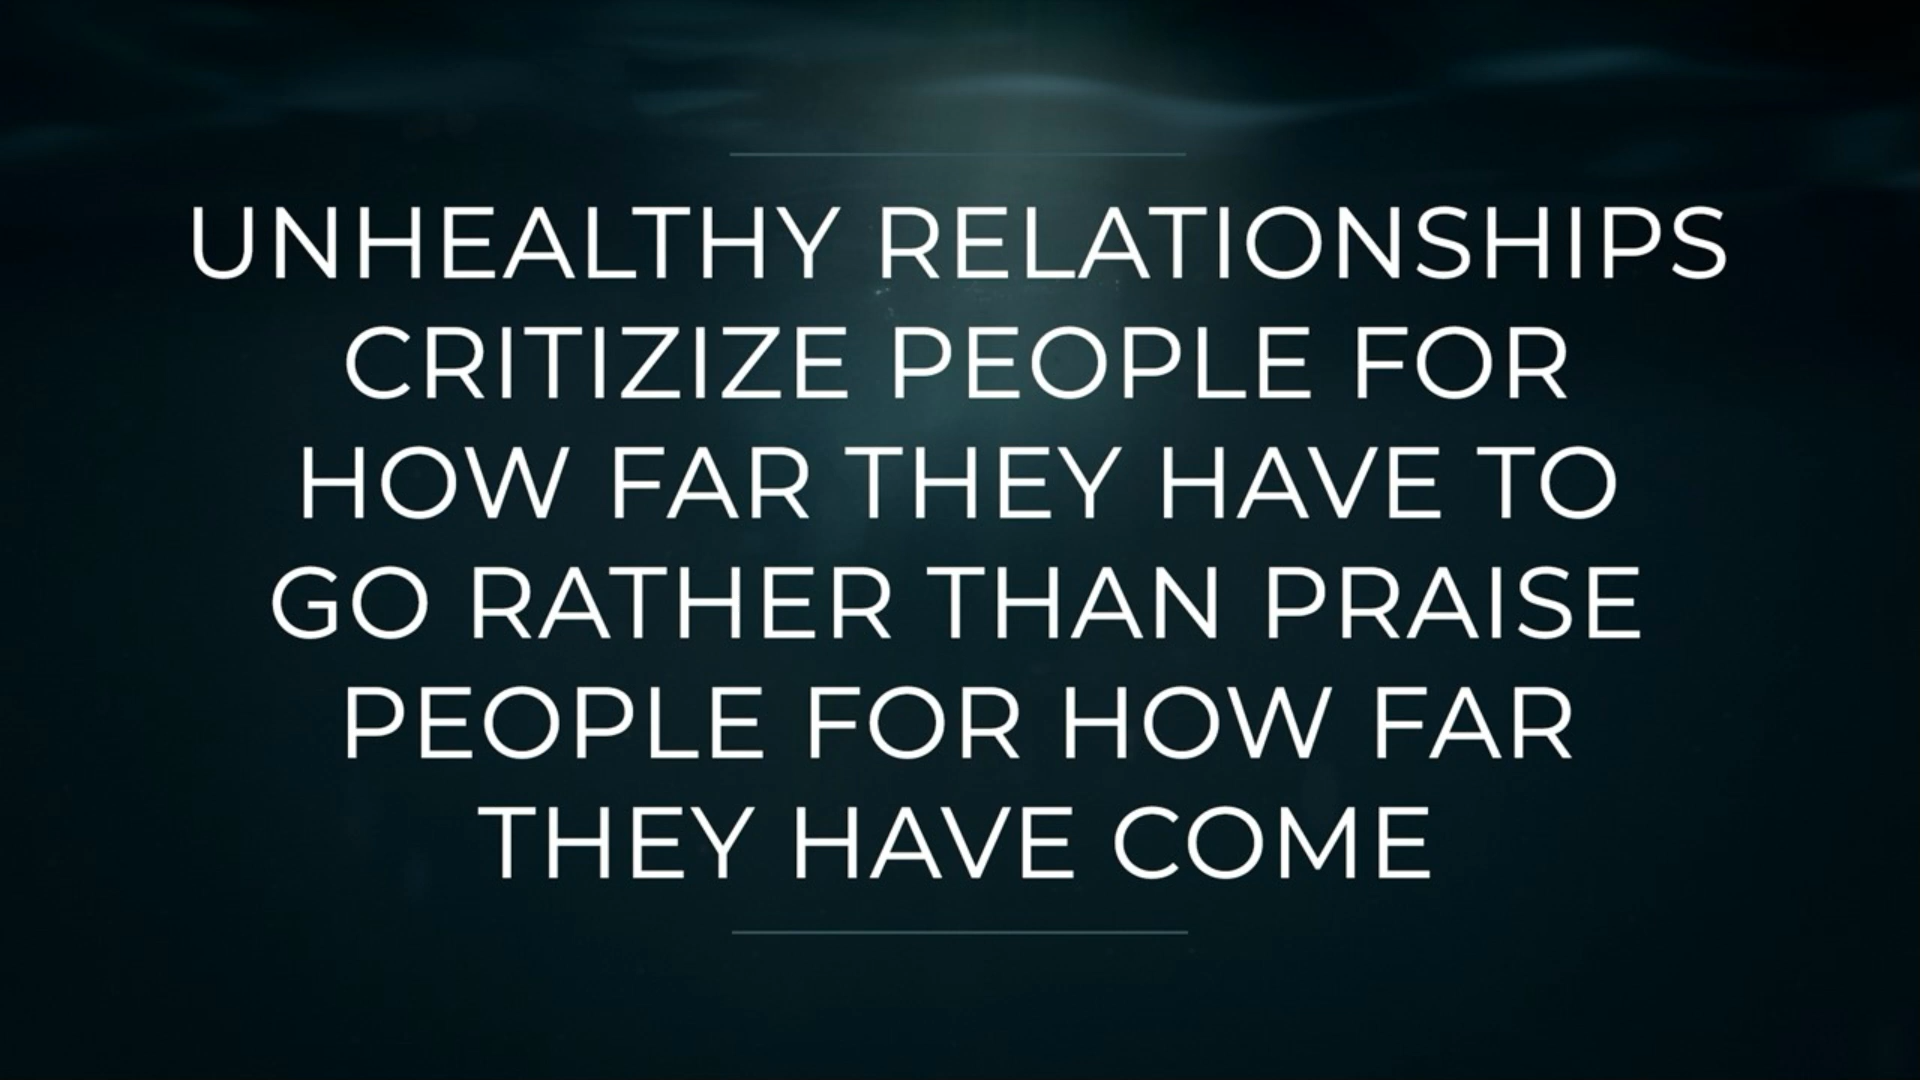 UNHEALTHY RELATIONSHIPS
CRITIZIZE PEOPLE FOR
HOW FAR THEY HAVE TO
GO RATHER THAN PRAISE
PEOPLE FOR HOW FAR
THEY HAVE COME